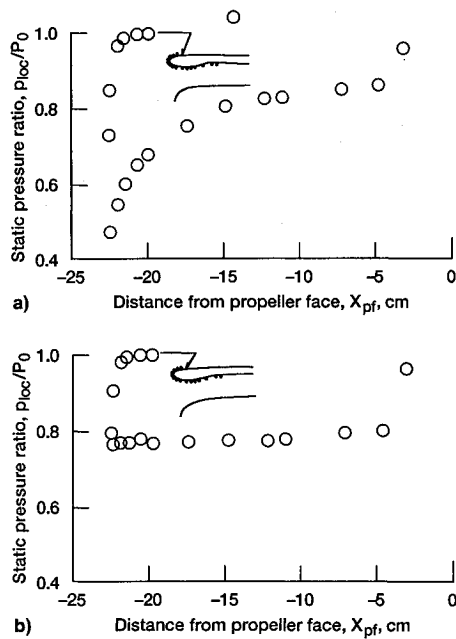 Static pressure ratio, p_loc/P_0
1.0
0.8
0.6
0.4
−25 −20 −15 −10 −5 0
a) Distance from propeller face, X_pf, cm
Static pressure ratio, p_loc/P_0
1.0
0.8
0.6
0.4
−25 −20 −15 −10 −5 0
b) Distance from propeller face, X_pf, cm